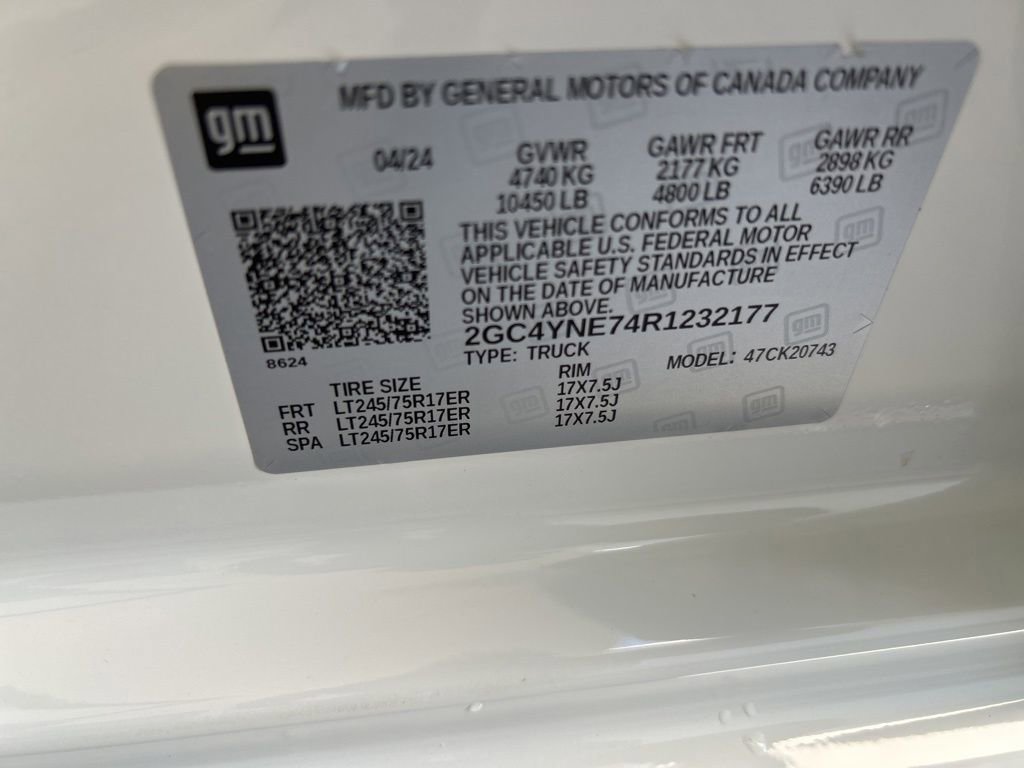 gm
MFD BY GENERAL MOTORS OF CANADA COMPANY
04/24 GVWR GAWR FRT GAWR RR
4740 KG 2177 KG 2898 KG
10450 LB 4800 LB 6390 LB
THIS VEHICLE CONFORMS TO ALL
APPLICABLE U.S. FEDERAL MOTOR
VEHICLE SAFETY STANDARDS IN EFFECT
ON THE DATE OF MANUFACTURE
SHOWN ABOVE.
2GC4YNE74R1232177
8624 TYPE: TRUCK MODEL: 47CK20743
TIRE SIZE RIM
FRT LT245/75R17ER 17X7.5J
RR LT245/75R17ER 17X7.5J
SPA LT245/75R17ER 17X7.5J